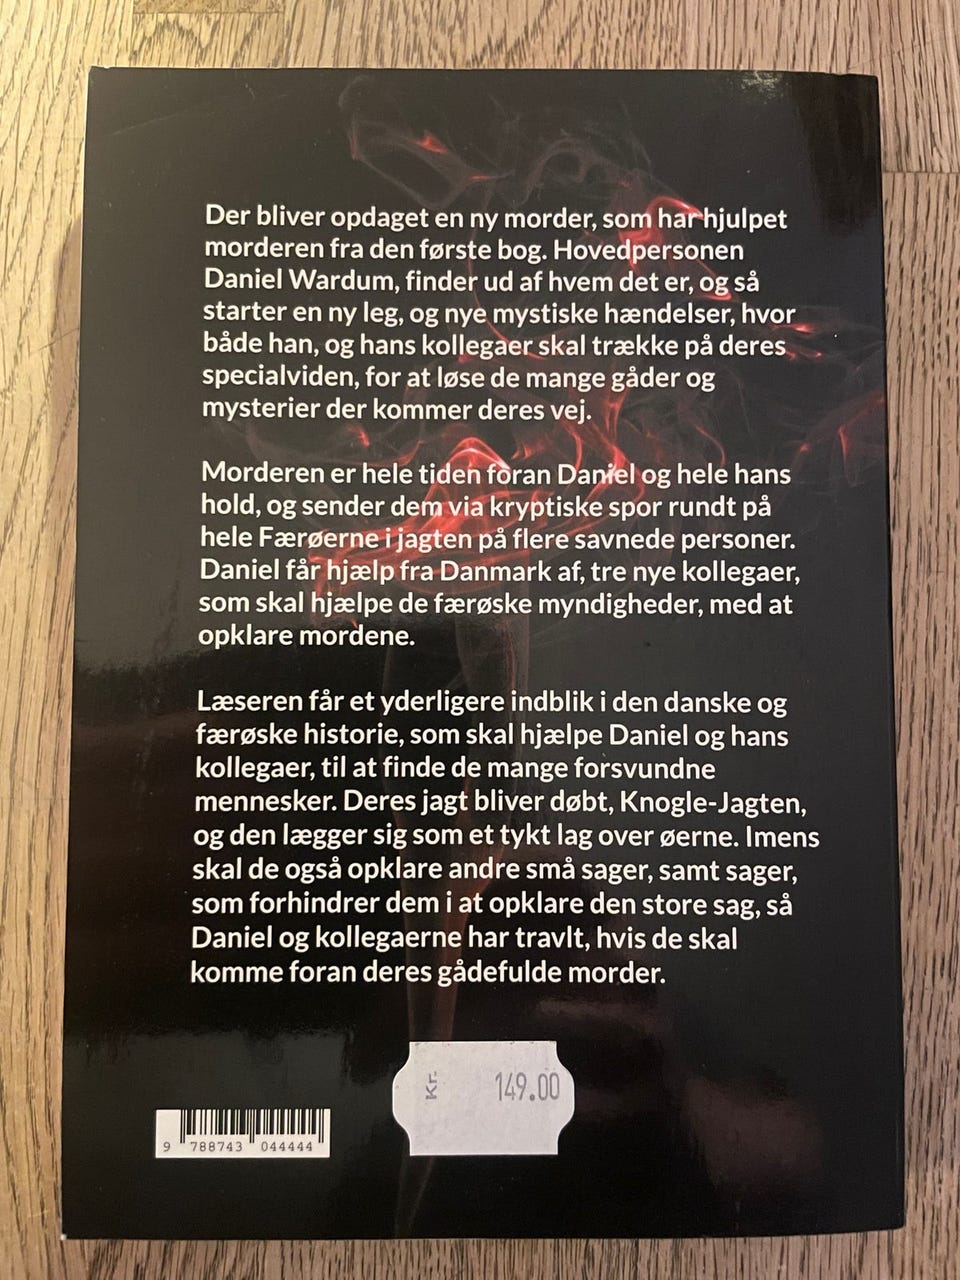 Der bliver opdaget en ny morder, som har hjulpet
morderen fra den første bog. Hovedpersonen
Daniel Wardum, finder ud af hvem det er, og så
starter en ny leg, og nye mystiske hændelser, hvor
både han, og hans kollegaer skal trække på deres
specialviden, for at løse de mange gåder og
mysterier der kommer deres vej.
Morderen er hele tiden foran Daniel og hele hans
hold, og sender dem via kryptiske spor rundt på
hele Færøerne i jagten på flere savnede personer.
Daniel får hjælp fra Danmark af, tre nye kollegaer,
som skal hjælpe de færøske myndigheder, med at
opklare mordene.
Læseren får et yderligere indblik i den danske og
færøske historie, som skal hjælpe Daniel og hans
kollegaer, til at finde de mange forsvundne
mennesker. Deres jagt bliver døbt, Knogle-Jagten,
og den lægger sig som et tykt lag over øerne. Imens
skal de også opklare andre små sager, samt sager,
som forhindrer dem i at opklare den store sag, så
Daniel og kollegaerne har travlt, hvis de skal
komme foran deres gådefulde morder.
Kr. 149.00
9 788743 044444